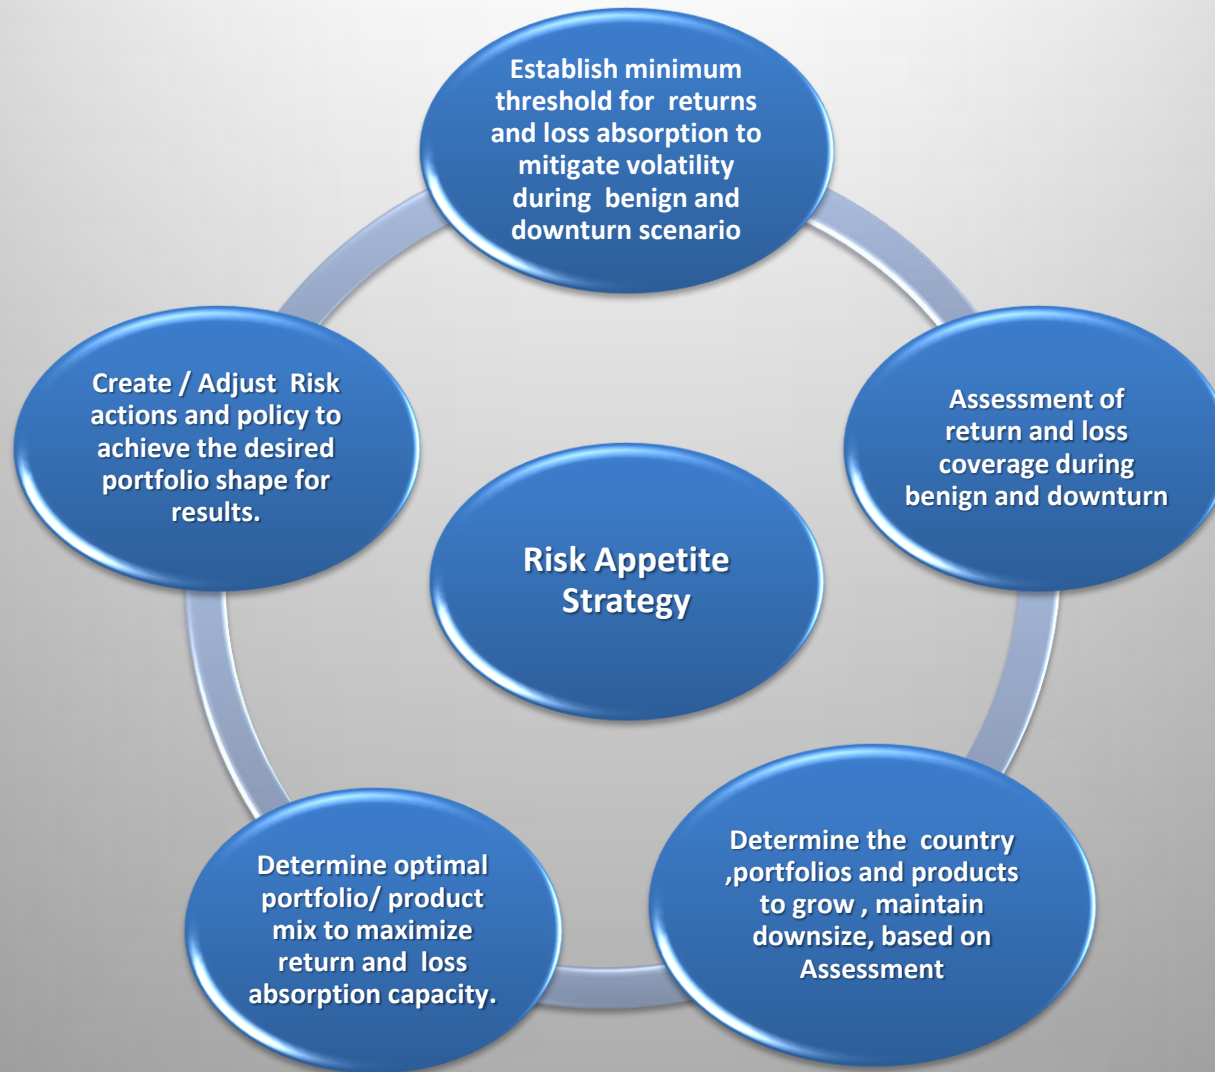 Establish minimum
threshold for  returns
and loss absorption to
mitigate volatility
during  benign and
downturn scenario
Assessment of
return and loss
coverage during
benign and downturn
Determine the  country
,portfolios and products
to grow , maintain
downsize, based on
Assessment
Determine optimal
portfolio/ product
mix to maximize
return and  loss
absorption capacity.
Create / Adjust  Risk
actions and policy to
achieve the desired
portfolio shape for
results.
Risk Appetite
Strategy